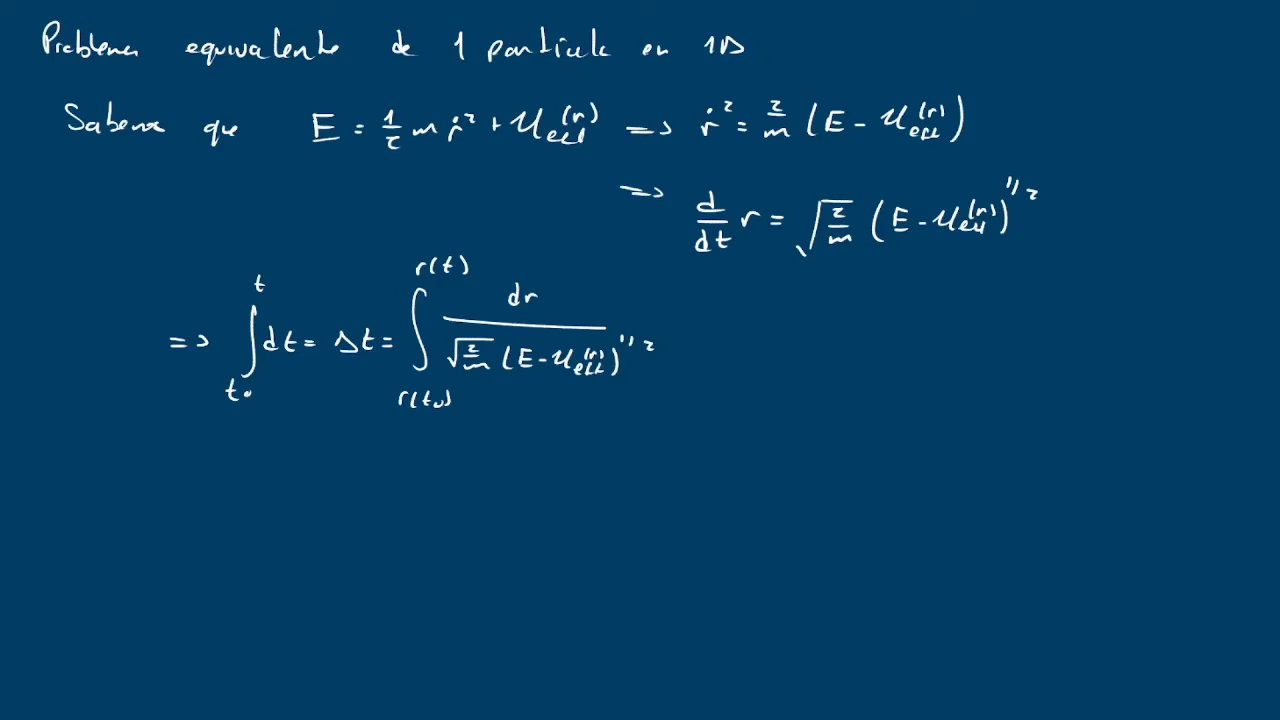 Problema equivalente de 1 partícula en 1D
Sabemos que E = 1/2 m ṙ² + U_eff(r) => ṙ² = 2/m (E - U_eff(r))
=> d/dt r = √(2/m) (E - U_eff(r))^1/2
=> ∫_{t₀}^{t} dt = Δt = ∫_{r(t₀)}^{r(t)} dr / √(2/m) (E - U_eff(r))^1/2